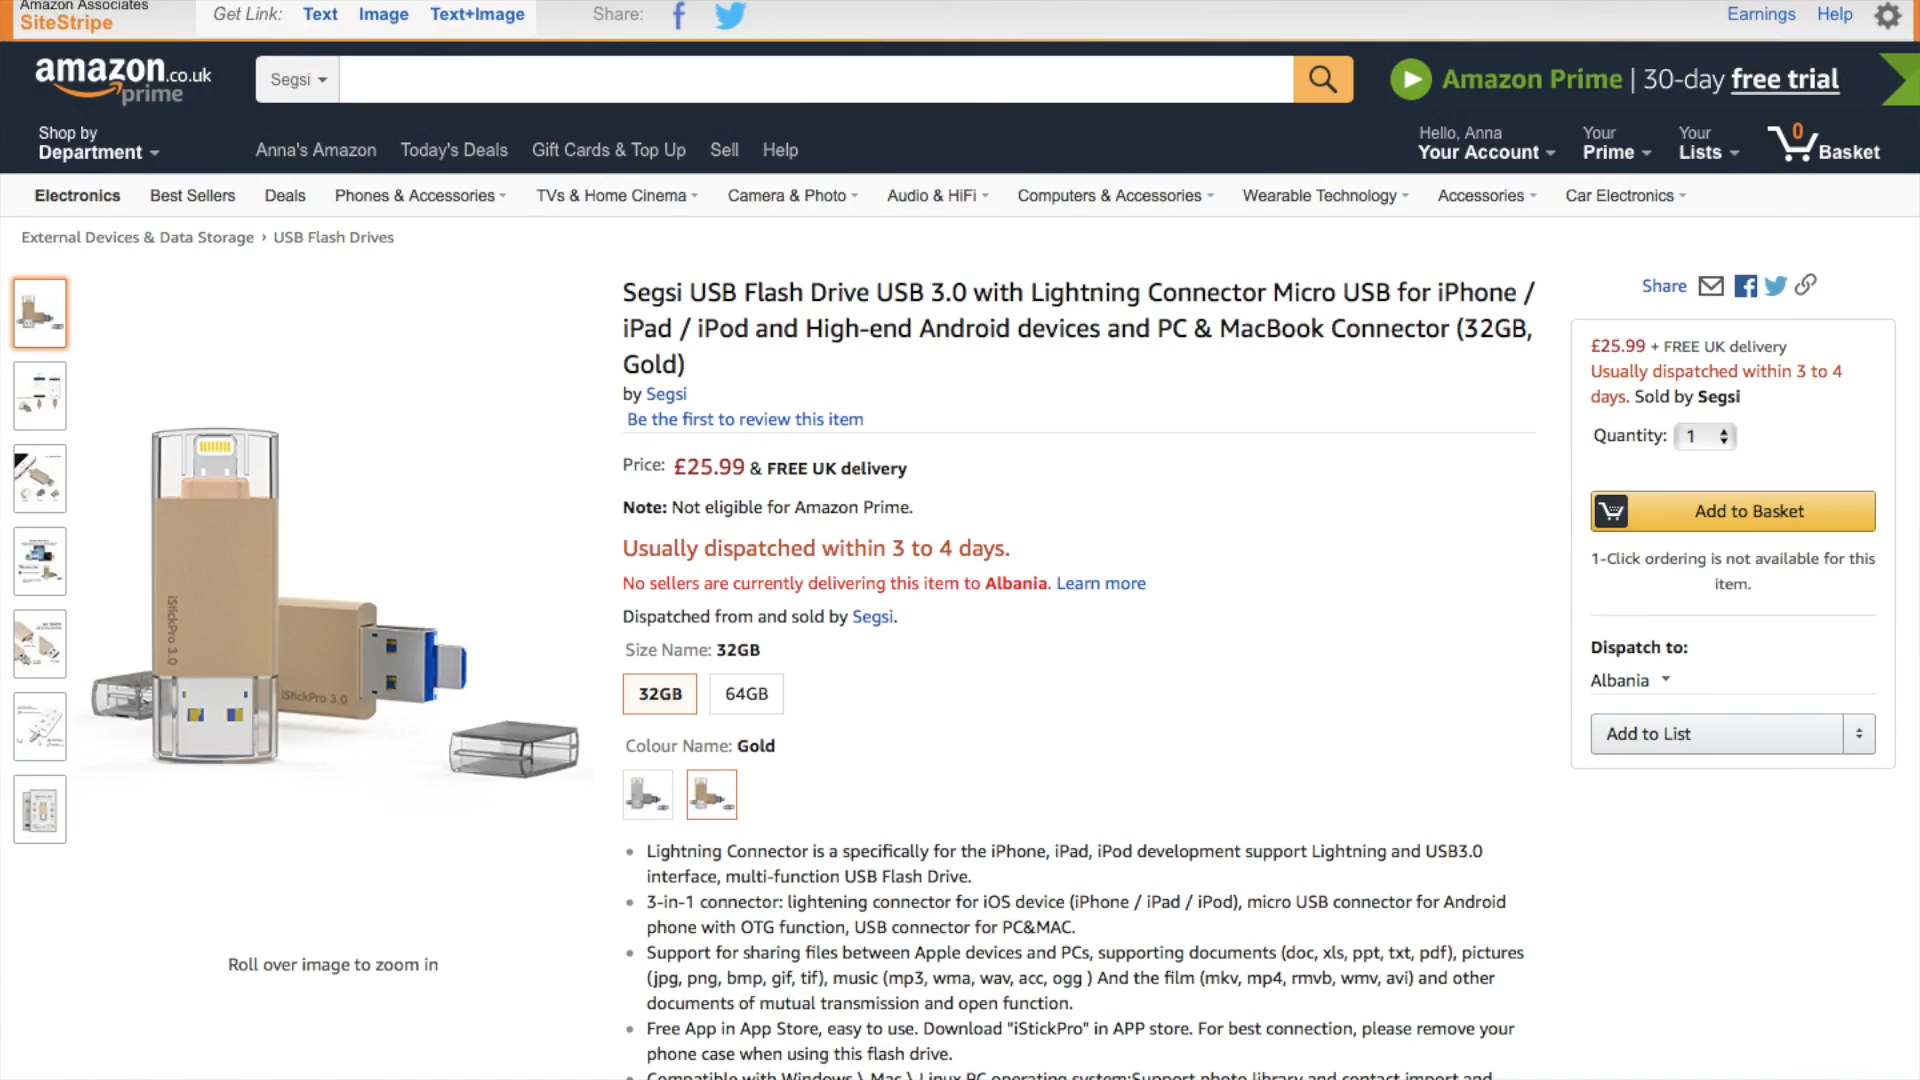 Amazon Associates
SiteStripe
Get Link: Text Image Text+Image
Share:
Earnings Help
amazon.co.uk
prime
Segsi
Amazon Prime | 30-day free trial
Shop by
Department
Anna's Amazon Today's Deals Gift Cards & Top Up Sell Help
Hello, Anna
Your Account
Your
Prime
Your
Lists
0
Basket
Electronics Best Sellers Deals Phones & Accessories TVs & Home Cinema Camera & Photo Audio & HiFi Computers & Accessories Wearable Technology Accessories Car Electronics
External Devices & Data Storage › USB Flash Drives
iStickPro 3.0
iStickPro 3.0
Roll over image to zoom in
Segsi USB Flash Drive USB 3.0 with Lightning Connector Micro USB for iPhone /
iPad / iPod and High-end Android devices and PC & MacBook Connector (32GB,
Gold)
by Segsi
Be the first to review this item
Price: £25.99 & FREE UK delivery
Note: Not eligible for Amazon Prime.
Usually dispatched within 3 to 4 days.
No sellers are currently delivering this item to Albania. Learn more
Dispatched from and sold by Segsi.
Size Name: 32GB
32GB 64GB
Colour Name: Gold
Lightning Connector is a specifically for the iPhone, iPad, iPod development support Lightning and USB3.0
interface, multi-function USB Flash Drive.
3-in-1 connector: lightening connector for iOS device (iPhone / iPad / iPod), micro USB connector for Android
phone with OTG function, USB connector for PC&MAC.
Support for sharing files between Apple devices and PCs, supporting documents (doc, xls, ppt, txt, pdf), pictures
(jpg, png, bmp, gif, tif), music (mp3, wma, wav, acc, ogg ) And the film (mkv, mp4, rmvb, wmv, avi) and other
documents of mutual transmission and open function.
Free App in App Store, easy to use. Download "iStickPro" in APP store. For best connection, please remove your
phone case when using this flash drive.
Compatible with Windows \ Mac \ Linux PC operating system;Support photo library and contact import and
Share
£25.99 + FREE UK delivery
Usually dispatched within 3 to 4
days. Sold by Segsi
Quantity: 1
Add to Basket
1-Click ordering is not available for this
item.
Dispatch to:
Albania
Add to List